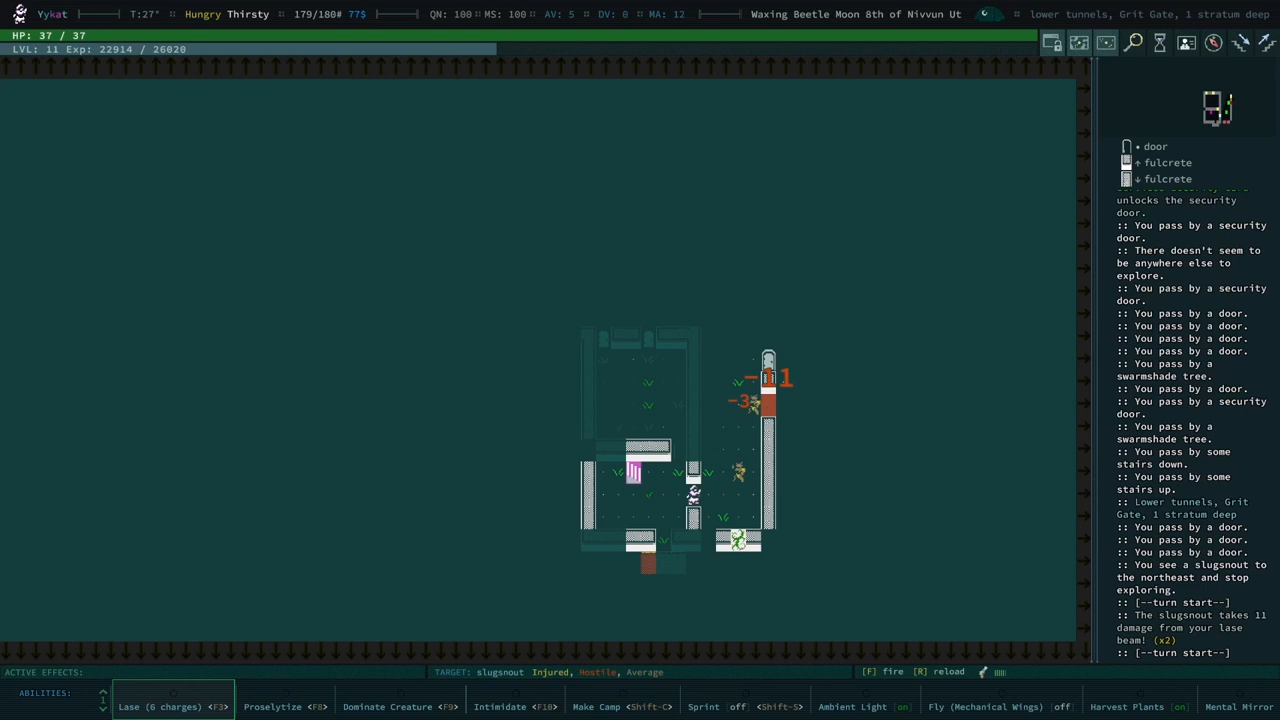 Yykat T:27° Hungry Thirsty 179/180# 77$ QN: 100 MS: 100 AV: 5 DV: 0 MA: 12 Waxing Beetle Moon 8th of Nivvun Ut lower tunnels, Grit Gate, 1 stratum deep
HP: 37 / 37
LVL: 11 Exp: 22914 / 26020
door
fulcrete
fulcrete
unlocks the security
door.
:: You pass by a security
door.
:: There doesn't seem to
be anywhere else to
explore.
:: You pass by a security
door.
:: You pass by a door.
:: You pass by a door.
:: You pass by a door.
:: You pass by a door.
:: You pass by a
swarmshade tree.
:: You pass by a door.
:: You pass by a security
door.
:: You pass by a
swarmshade tree.
:: You pass by some
stairs down.
:: You pass by some
stairs up.
:: Lower tunnels, Grit
Gate, 1 stratum deep
:: You pass by a door.
:: You pass by a door.
:: You pass by a door.
:: You see a slugsnout to
the northeast and stop
exploring.
:: [--turn start--]
:: The slugsnout takes 11
damage from your lase
beam! (x2)
:: [--turn start--]
-11
-3
ACTIVE EFFECTS: TARGET: slugsnout Injured, Hostile, Average [F] fire [R] reload
ABILITIES: 1 Lase (6 charges) <F3> Proselytize <F8> Dominate Creature <F9> Intimidate <F10> Make Camp <Shift-C> Sprint [off] <Shift-S> Ambient Light [on] Fly (Mechanical Wings) [off] Harvest Plants [on] Mental Mirror